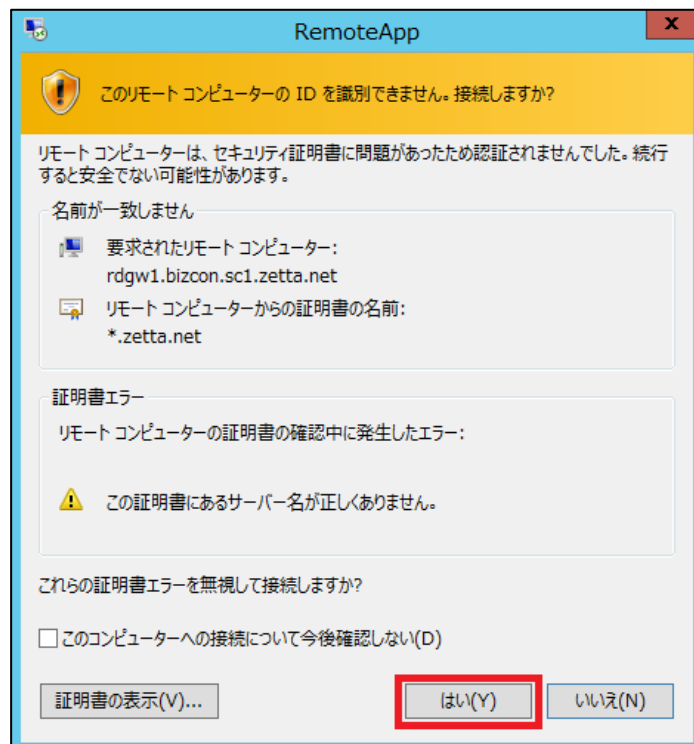 RemoteApp
x
このリモート コンピューターの ID を識別できません。接続しますか?
リモート コンピューターは、セキュリティ証明書に問題があったため認証されませんでした。続行
すると安全でない可能性があります。
名前が一致しません
要求されたリモート コンピューター:
rdgw1.bizcon.sc1.zetta.net
リモート コンピューターからの証明書の名前:
*.zetta.net
証明書エラー
リモート コンピューターの証明書の確認中に発生したエラー:
この証明書にあるサーバー名が正しくありません。
これらの証明書エラーを無視して接続しますか?
このコンピューターへの接続について今後確認しない(D)
証明書の表示(V)...
はい(Y)
いいえ(N)